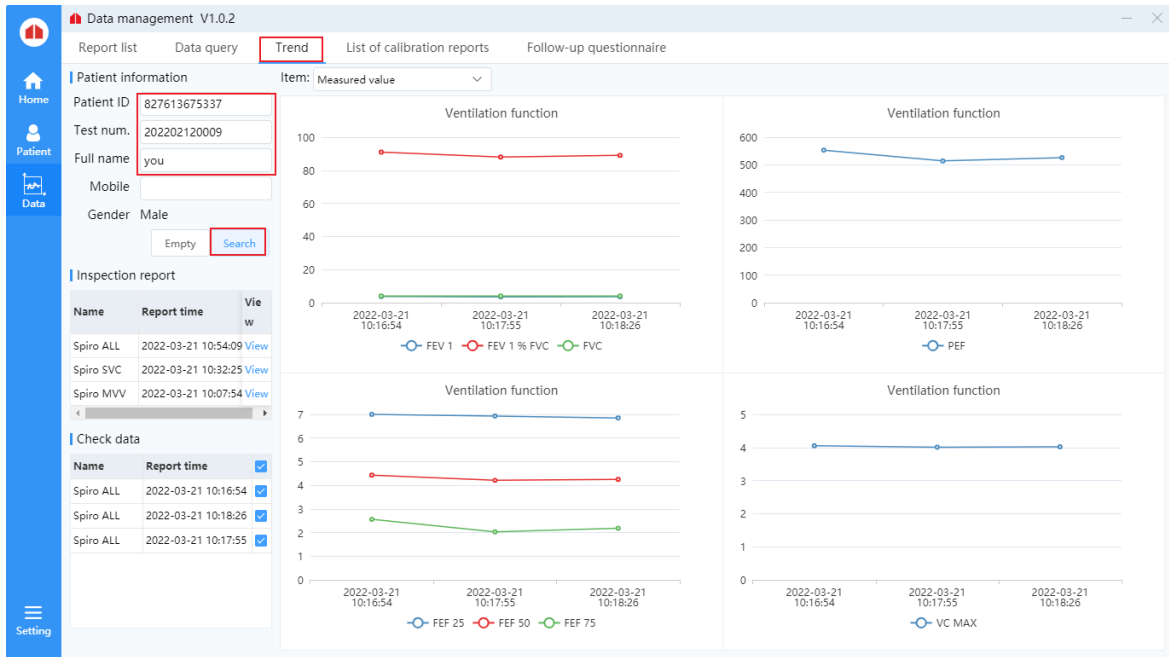 Data management V1.0.2
Report list Data query Trend List of calibration reports Follow-up questionnaire
Home
Patient
Data
Setting
Patient information
Patient ID 827613675337
Test num. 202202120009
Full name you
Mobile
Gender Male
Empty Search
Inspection report
Name Report time View
Spiro ALL 2022-03-21 10:54:09 View
Spiro SVC 2022-03-21 10:32:25 View
Spiro MVV 2022-03-21 10:07:54 View
Check data
Name Report time
Spiro ALL 2022-03-21 10:16:54
Spiro ALL 2022-03-21 10:18:26
Spiro ALL 2022-03-21 10:17:55
Item: Measured value
Ventilation function
100
80
60
40
20
0
2022-03-21 2022-03-21 2022-03-21
10:16:54 10:17:55 10:18:26
FEV 1 FEV 1 % FVC FVC
Ventilation function
600
500
400
300
200
100
0
2022-03-21 2022-03-21 2022-03-21
10:16:54 10:17:55 10:18:26
PEF
Ventilation function
7
6
5
4
3
2
1
0
2022-03-21 2022-03-21 2022-03-21
10:16:54 10:17:55 10:18:26
FEF 25 FEF 50 FEF 75
Ventilation function
5
4
3
2
1
0
2022-03-21 2022-03-21 2022-03-21
10:16:54 10:17:55 10:18:26
VC MAX